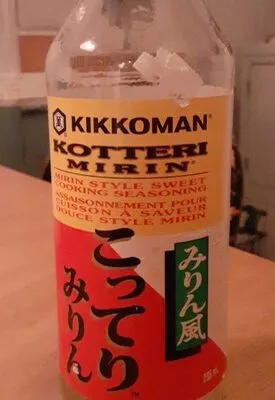 KIKKOMAN®
KOTTERI
MIRIN®
MIRIN STYLE SWEET
COOKING SEASONING
ASSAISONNEMENT POUR
CUISSON À SAVEUR
DOUCE STYLE MIRIN
こってり
みりん
みりん風